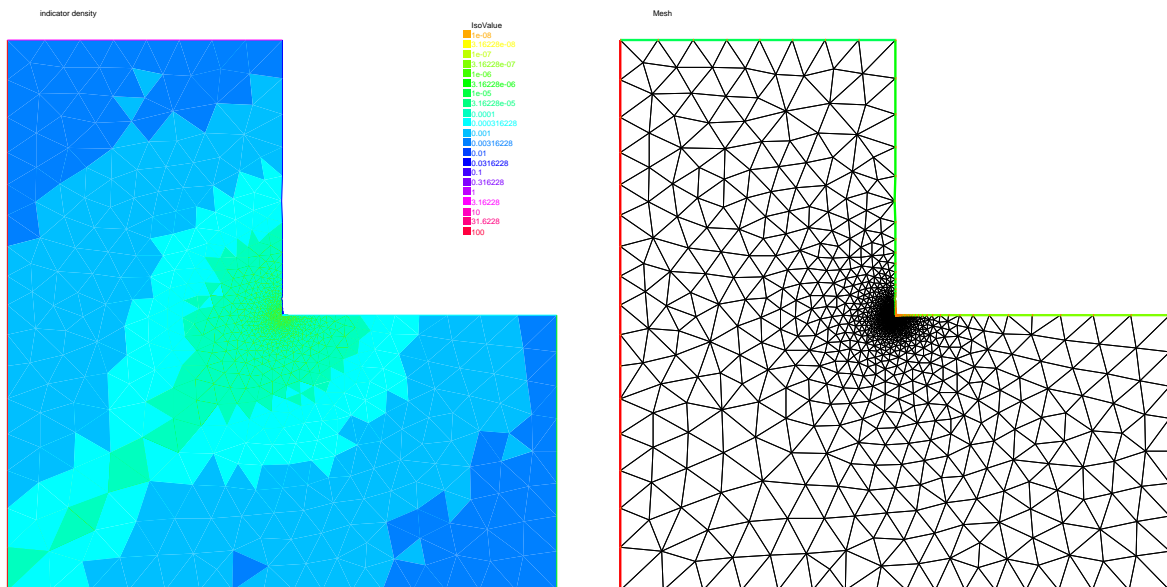 indicator density
IsoValue
1e-08
3.16228e-08
1e-07
3.16228e-07
1e-06
3.16228e-06
1e-05
3.16228e-05
0.0001
0.000316228
0.001
0.00316228
0.01
0.0316228
0.1
0.316228
1
3.16228
10
31.6228
100
Mesh